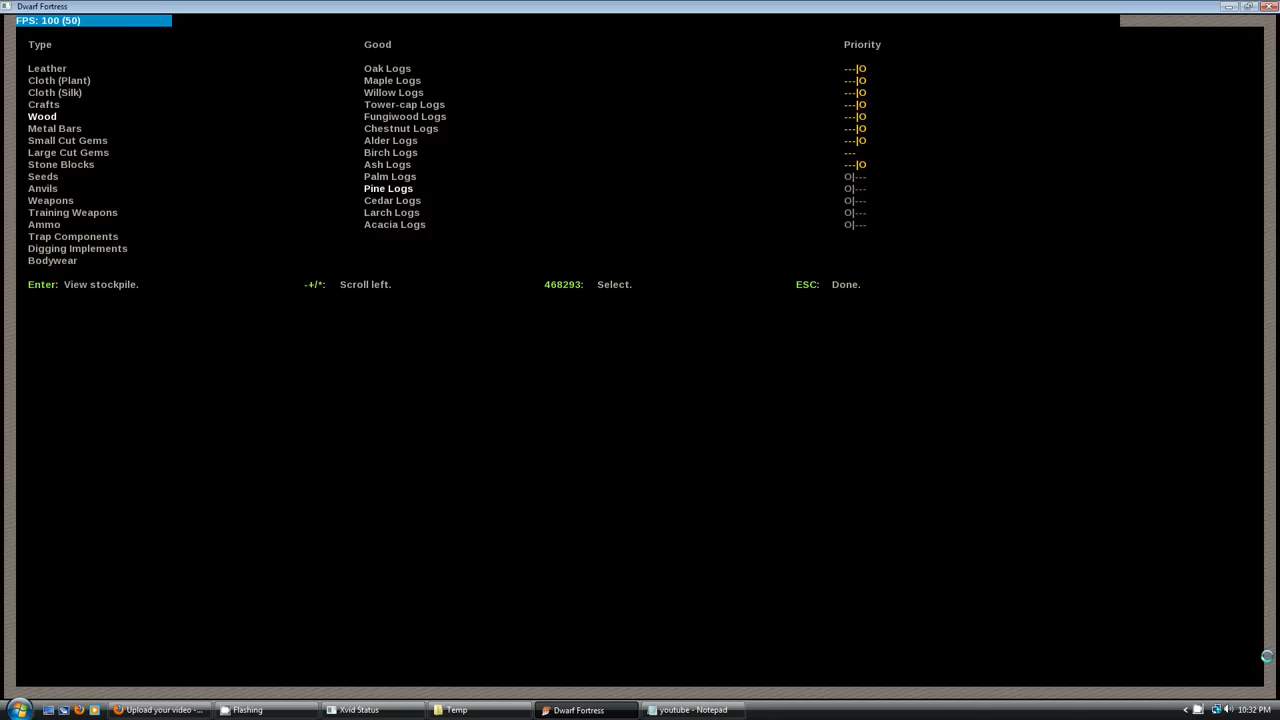 Dwarf Fortress
FPS: 100 (50)
Type Good Priority
Leather Oak Logs ---|O
Cloth (Plant) Maple Logs ---|O
Cloth (Silk) Willow Logs ---|O
Crafts Tower-cap Logs ---|O
Wood Fungiwood Logs ---|O
Metal Bars Chestnut Logs ---|O
Small Cut Gems Alder Logs ---|O
Large Cut Gems Birch Logs ---
Stone Blocks Ash Logs ---|O
Seeds Palm Logs O|---
Anvils Pine Logs O|---
Weapons Cedar Logs O|---
Training Weapons Larch Logs O|---
Ammo Acacia Logs O|---
Trap Components
Digging Implements
Bodywear
Enter: View stockpile. -+/*: Scroll left. 468293: Select. ESC: Done.
Upload your video -... Flashing Xvid Status Temp Dwarf Fortress youtube - Notepad 10:32 PM